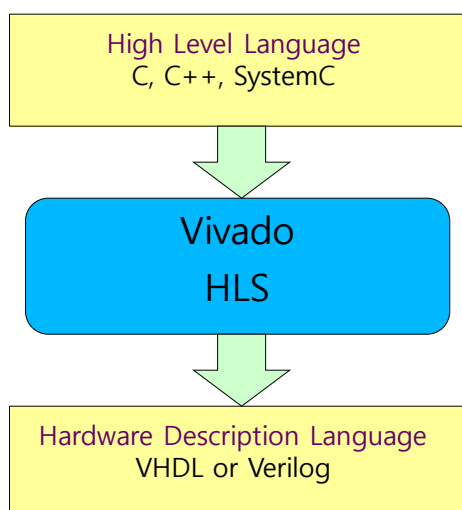 High Level Language
C, C++, SystemC
Vivado
HLS
Hardware Description Language
VHDL or Verilog